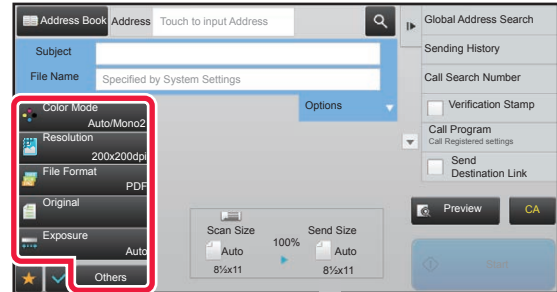 Address Book
Address
Touch to input Address
Global Address Search
Subject
Sending History
File Name
Specified by System Settings
Call Search Number
Options
Verification Stamp
Color Mode
Auto/Mono2
Call Program
Call Registered settings
Resolution
200x200dpi
Send
Destination Link
File Format
PDF
Original
Preview
CA
Exposure
Auto
Scan Size
100%
Send Size
Auto
Auto
8½x11
8½x11
Others
Start